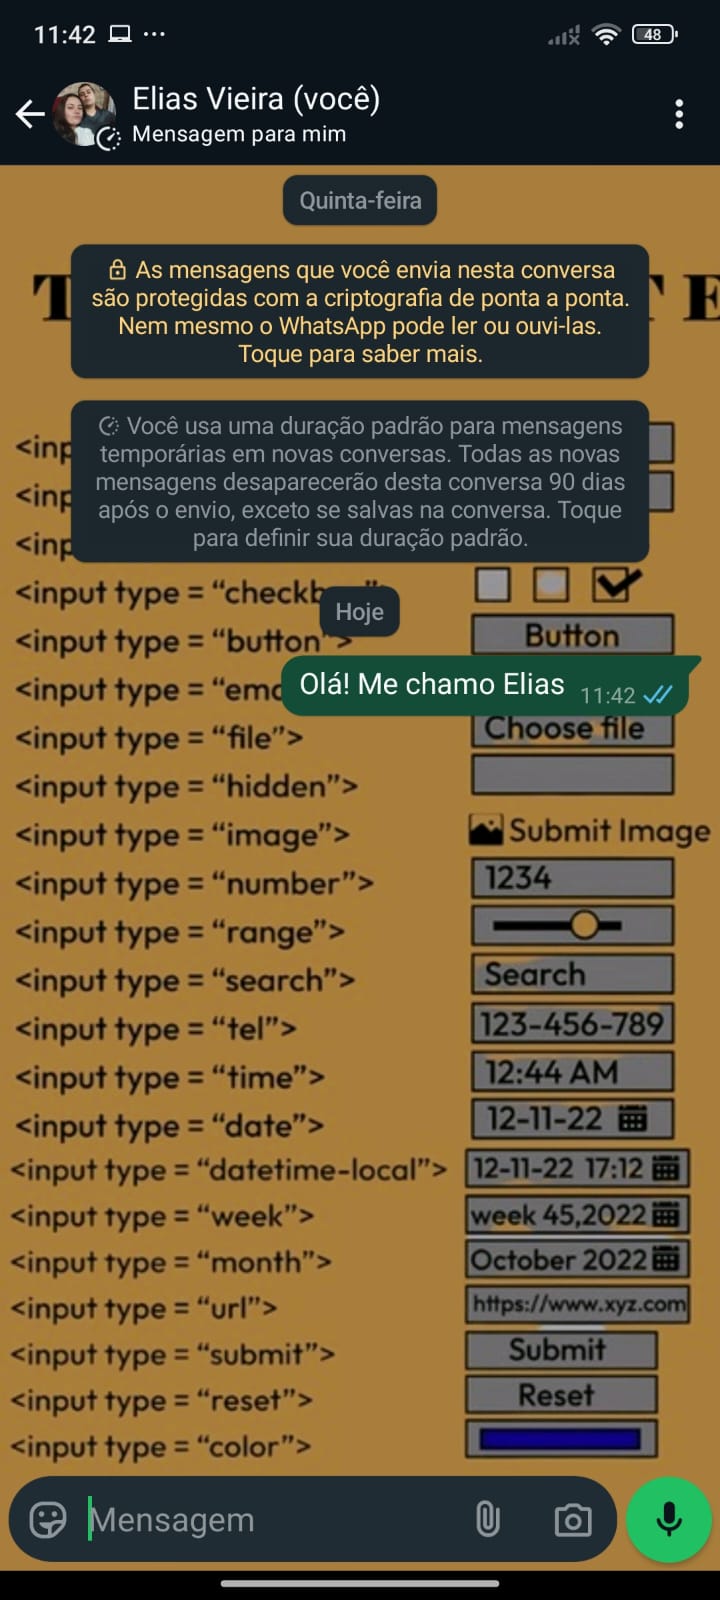 11:42
48
Elias Vieira (você)
Mensagem para mim
Quinta-feira
As mensagens que você envia nesta conversa
são protegidas com a criptografia de ponta a ponta.
Nem mesmo o WhatsApp pode ler ou ouvi-las.
Toque para saber mais.
Você usa uma duração padrão para mensagens
temporárias em novas conversas. Todas as novas
mensagens desaparecerão desta conversa 90 dias
após o envio, exceto se salvas na conversa. Toque
para definir sua duração padrão.
<input type = “checkb
Hoje
<input type = “button”> Button
Olá! Me chamo Elias 11:42
<input type = “file”> Choose file
<input type = “hidden”>
<input type = “image”> Submit Image
<input type = “number”> 1234
<input type = “range”>
<input type = “search”> Search
<input type = “tel”> 123-456-789
<input type = “time”> 12:44 AM
<input type = “date”> 12-11-22
<input type = “datetime-local”> 12-11-22 17:12
<input type = “week”> week 45,2022
<input type = “month”> October 2022
<input type = “url”> https://www.xyz.com
<input type = “submit”> Submit
<input type = “reset”> Reset
<input type = “color”>
Mensagem